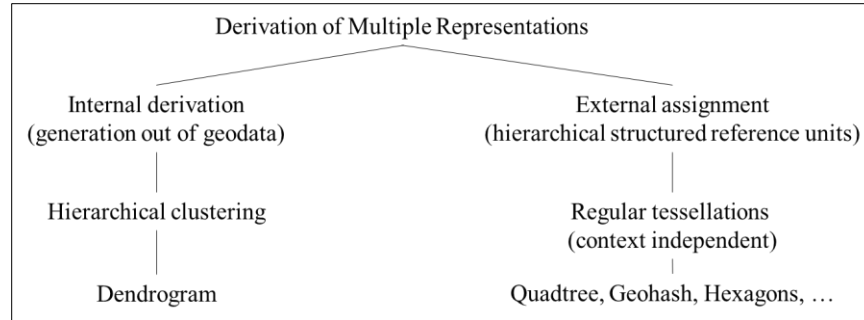 Derivation of Multiple Representations
Internal derivation
(generation out of geodata)
External assignment
(hierarchical structured reference units)
Hierarchical clustering
Regular tessellations
(context independent)
Dendrogram
Quadtree, Geohash, Hexagons, …